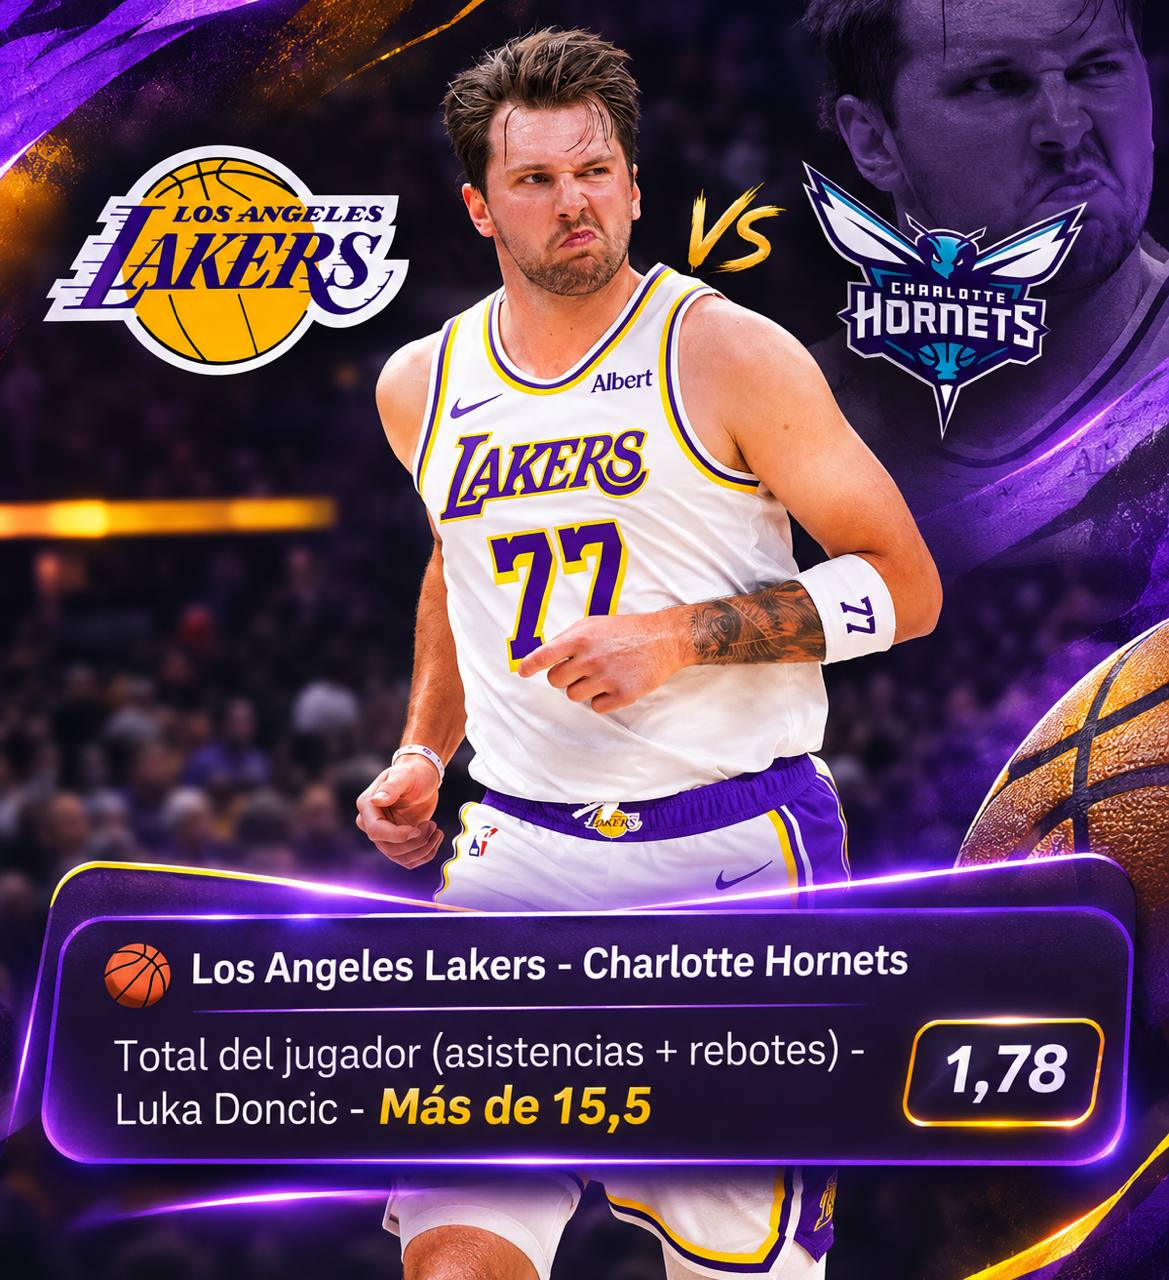 LOS ANGELES
LAKERS
VS
CHARLOTTE
HORNETS
Albert
LAKERS
77
77
LAKERS
Los Angeles Lakers - Charlotte Hornets
Total del jugador (asistencias + rebotes) -
Luka Doncic - Más de 15,5
1,78